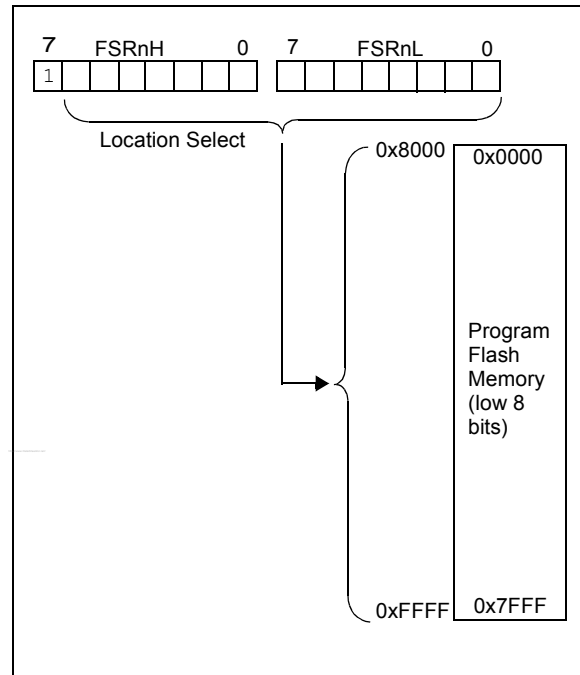 7 FSRnH 0 7 FSRnL 0
1
Location Select
0x8000 0x0000
Program
Flash
Memory
(low 8
bits)
0xFFFF 0x7FFF